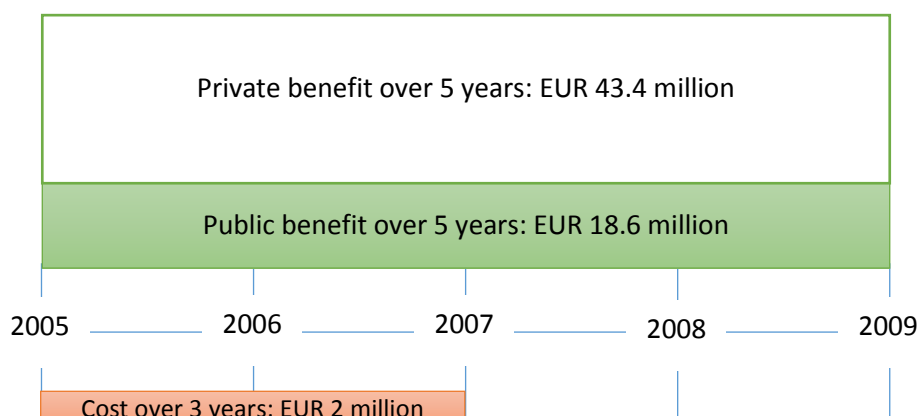 Private benefit over 5 years: EUR 43.4 million
Public benefit over 5 years: EUR 18.6 million
2005 2006 2007 2008 2009
Cost over 3 years: EUR 2 million